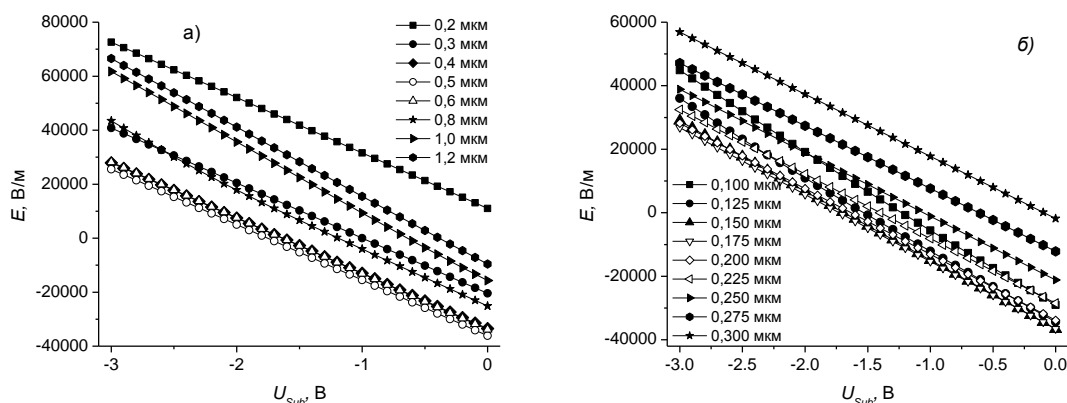 а)
80000
60000
40000
20000
0
-20000
-40000
E, В/м
-3
-2
-1
0
U_Sub, В
0,2 мкм
0,3 мкм
0,4 мкм
0,5 мкм
0,6 мкм
0,8 мкм
1,0 мкм
1,2 мкм
б)
60000
40000
20000
0
-20000
-40000
E, В/м
0,100 мкм
0,125 мкм
0,150 мкм
0,175 мкм
0,200 мкм
0,225 мкм
0,250 мкм
0,275 мкм
0,300 мкм
-3.0
-2.5
-2.0
-1.5
-1.0
-0.5
0.0
U_Sub, В